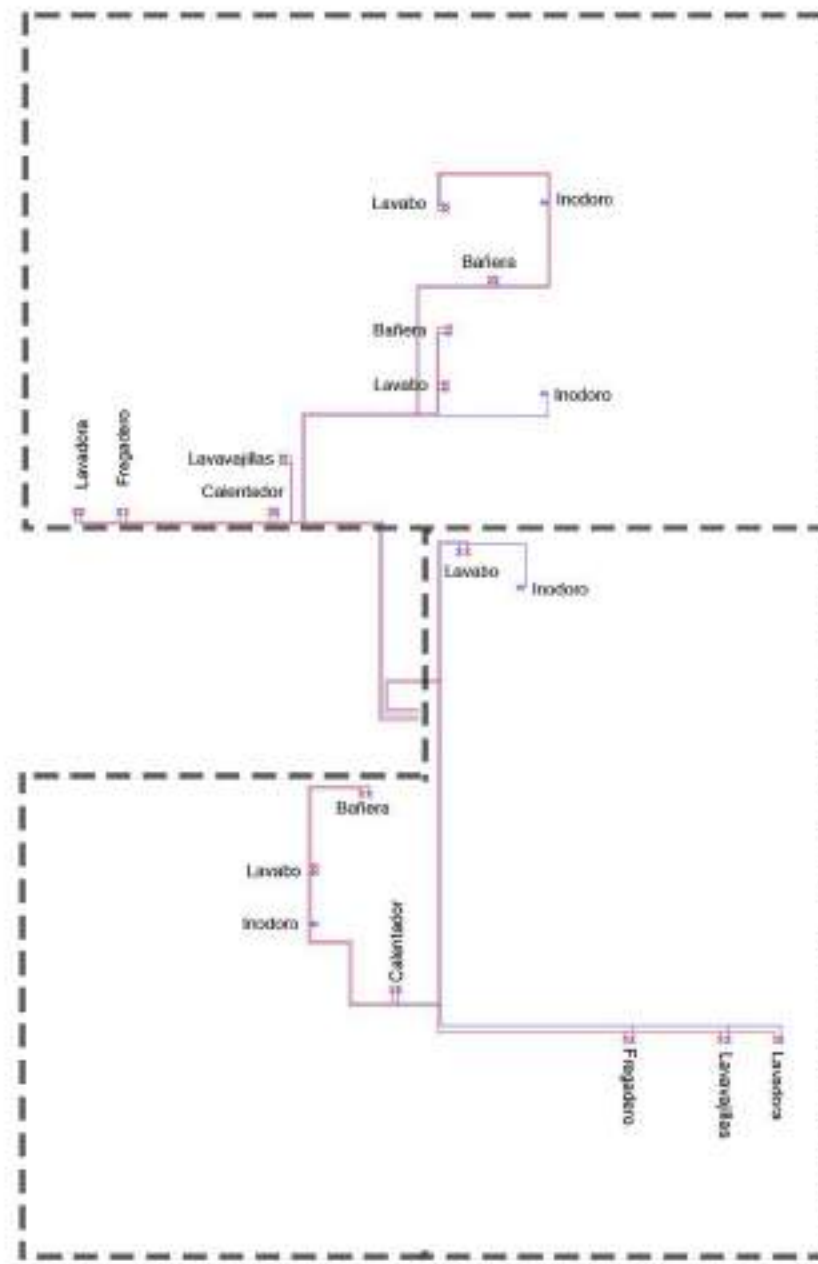 Lavabo
Inodoro
Bañera
Bañera
Lavabo
Inodoro
Lavadora
Fregadero
Lavavajillas
Calentador
Lavabo
Inodoro
Bañera
Lavabo
Inodoro
Calentador
Fregadero
Lavavajillas
Lavadora